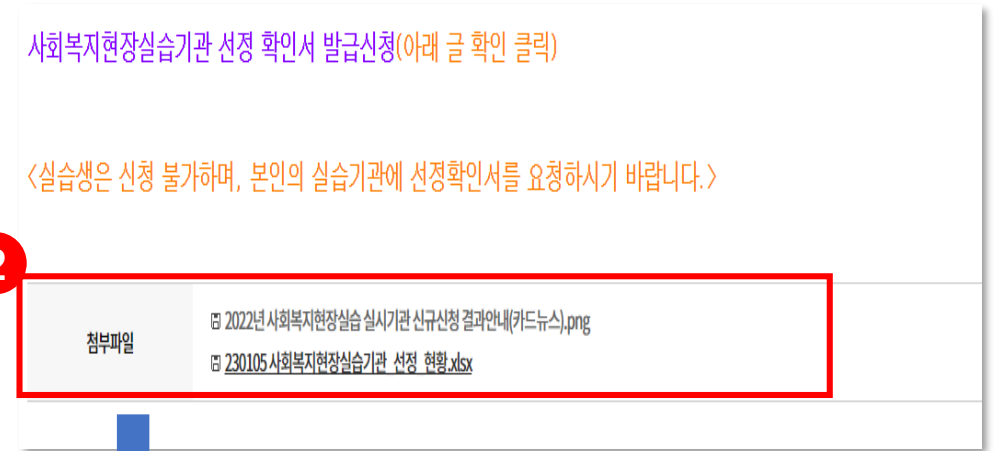 사회복지현장실습기관 선정 확인서 발급신청(아래 글 확인 클릭)
<실습생은 신청 불가하며, 본인의 실습기관에 선정확인서를 요청하시기 바랍니다.>
2
첨부파일
2022년 사회복지현장실습 실시기관 신규신청 결과안내(카드뉴스).png
230105 사회복지현장실습기관_선정_현황.xlsx